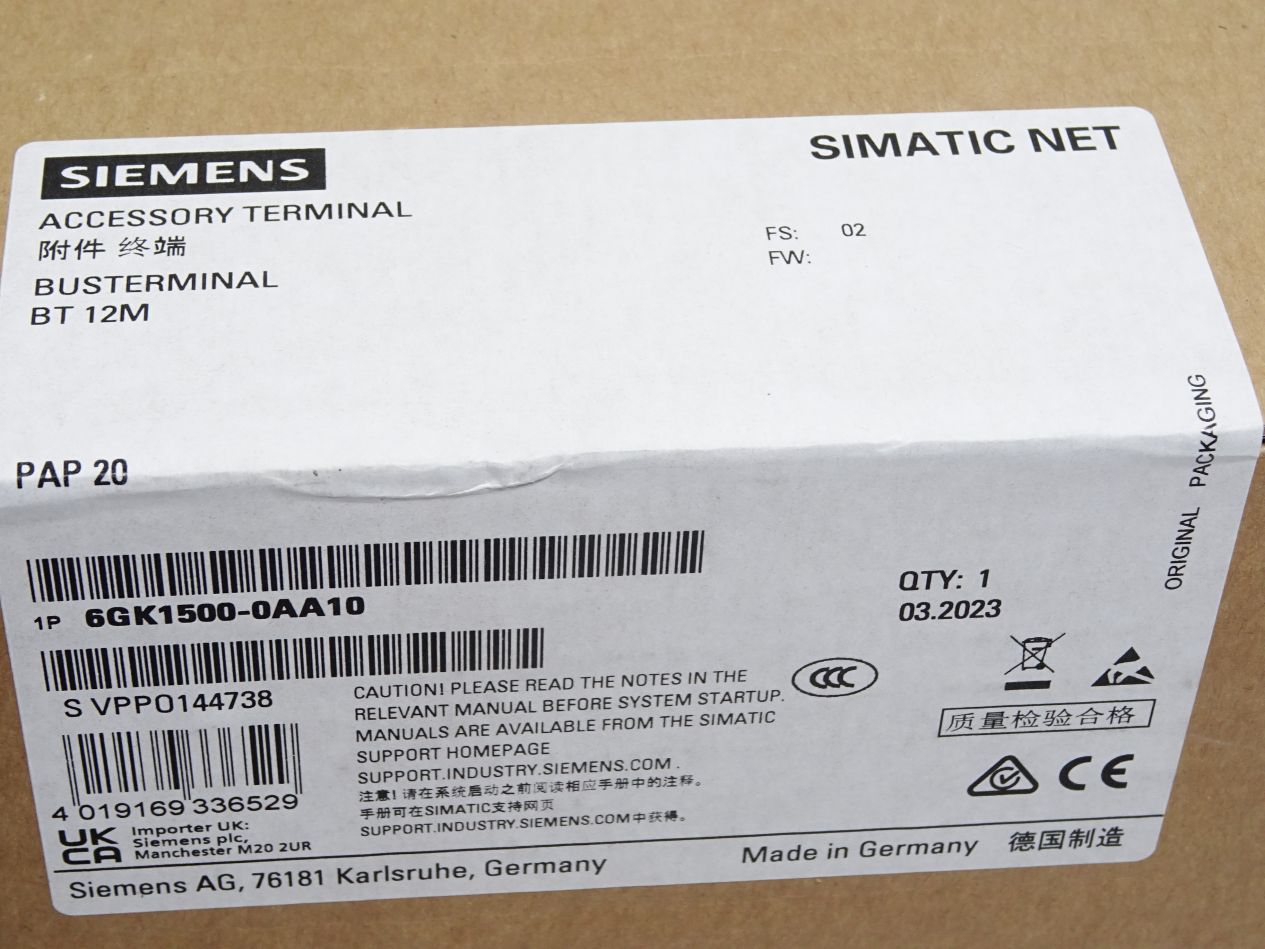 SIEMENS
SIMATIC NET
ACCESSORY TERMINAL
附件 终端
BUSTERMINAL
BT 12M
FS: 02
FW:
PAP 20
ORIGINAL PACKAGING
1P 6GK1500-0AA10
QTY: 1
03.2023
S VPPO144738
CAUTION! PLEASE READ THE NOTES IN THE
RELEVANT MANUAL BEFORE SYSTEM STARTUP.
MANUALS ARE AVAILABLE FROM THE SIMATIC
SUPPORT HOMEPAGE
SUPPORT.INDUSTRY.SIEMENS.COM .
注意! 请在系统启动之前阅读相应手册中的注释。
手册可在SIMATIC支持网页
SUPPORT.INDUSTRY.SIEMENS.COM中获得。
CCC
质量检验合格
CE
4 019169 336529
UK
CA
Importer UK:
Siemens plc,
Manchester M20 2UR
Siemens AG, 76181 Karlsruhe, Germany
Made in Germany 德国制造